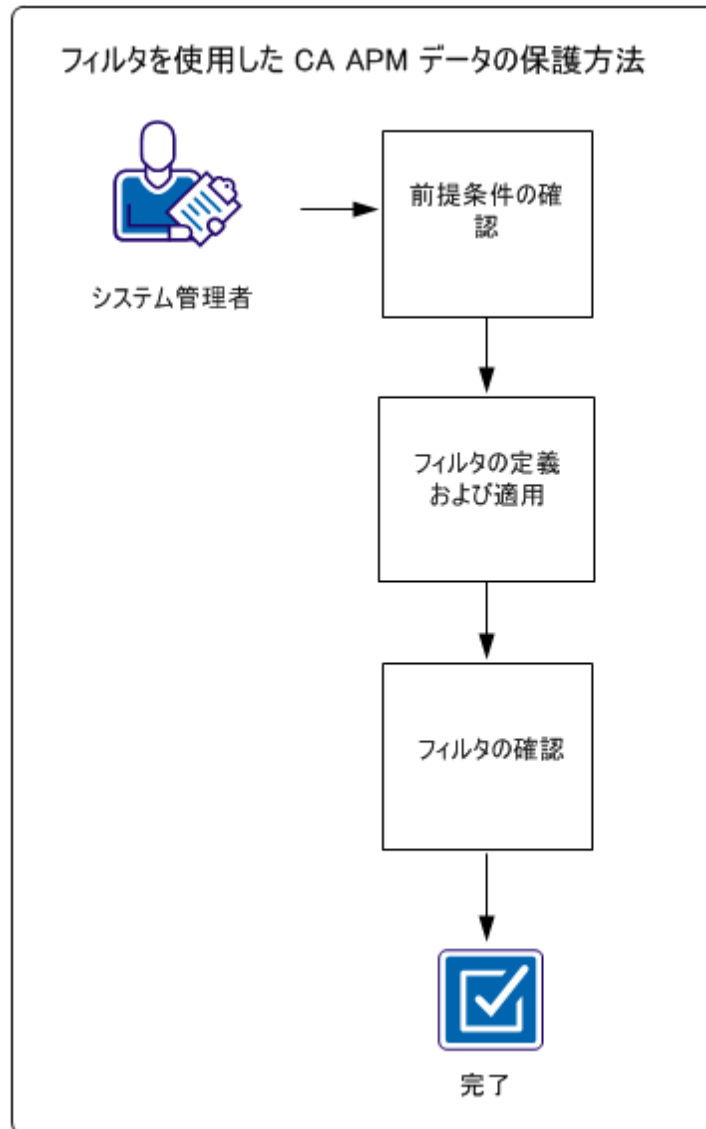 フィルタを使用した CA APM データの保護方法
システム管理者
前提条件の確
認
フィルタの定義
および適用
フィルタの確認
完了